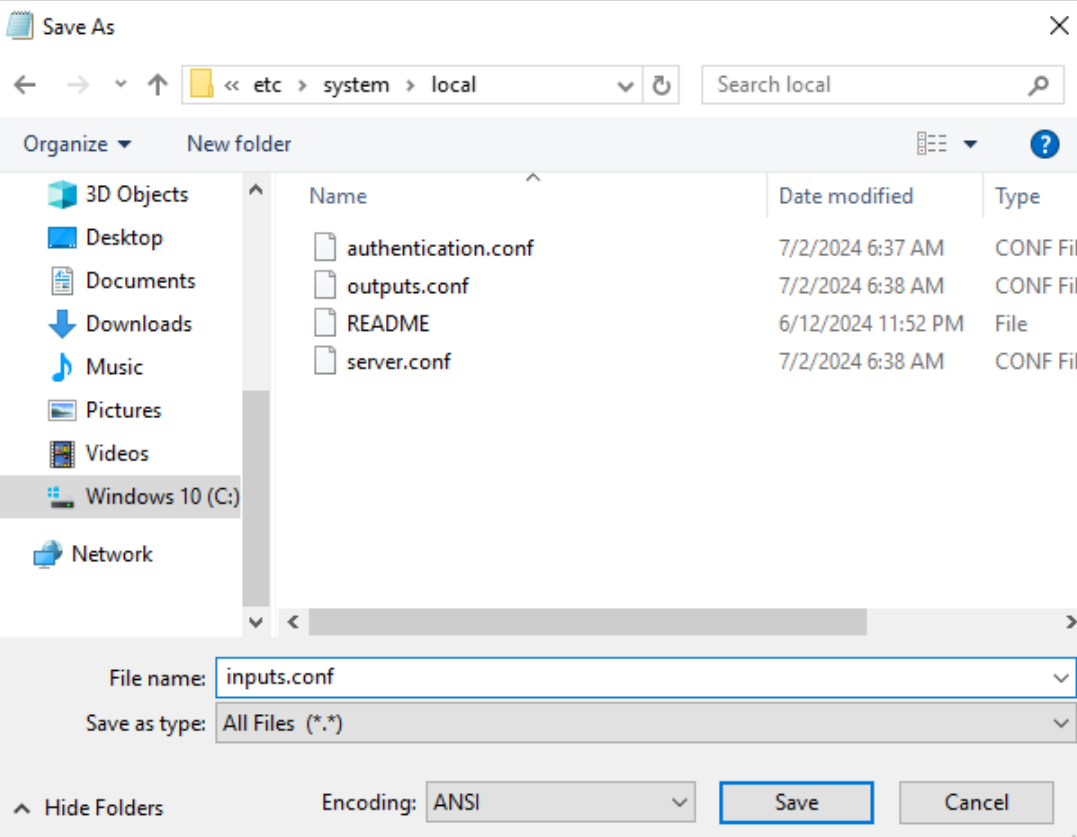 Save As
« etc › system › local
Search local
Organize
New folder
?
3D Objects
Desktop
Documents
Downloads
Music
Pictures
Videos
Windows 10 (C:)
Network
Name Date modified Type
authentication.conf 7/2/2024 6:37 AM CONF Fil
outputs.conf 7/2/2024 6:38 AM CONF Fil
README 6/12/2024 11:52 PM File
server.conf 7/2/2024 6:38 AM CONF Fil
File name: inputs.conf
Save as type: All Files (*.*)
Hide Folders
Encoding: ANSI
Save
Cancel